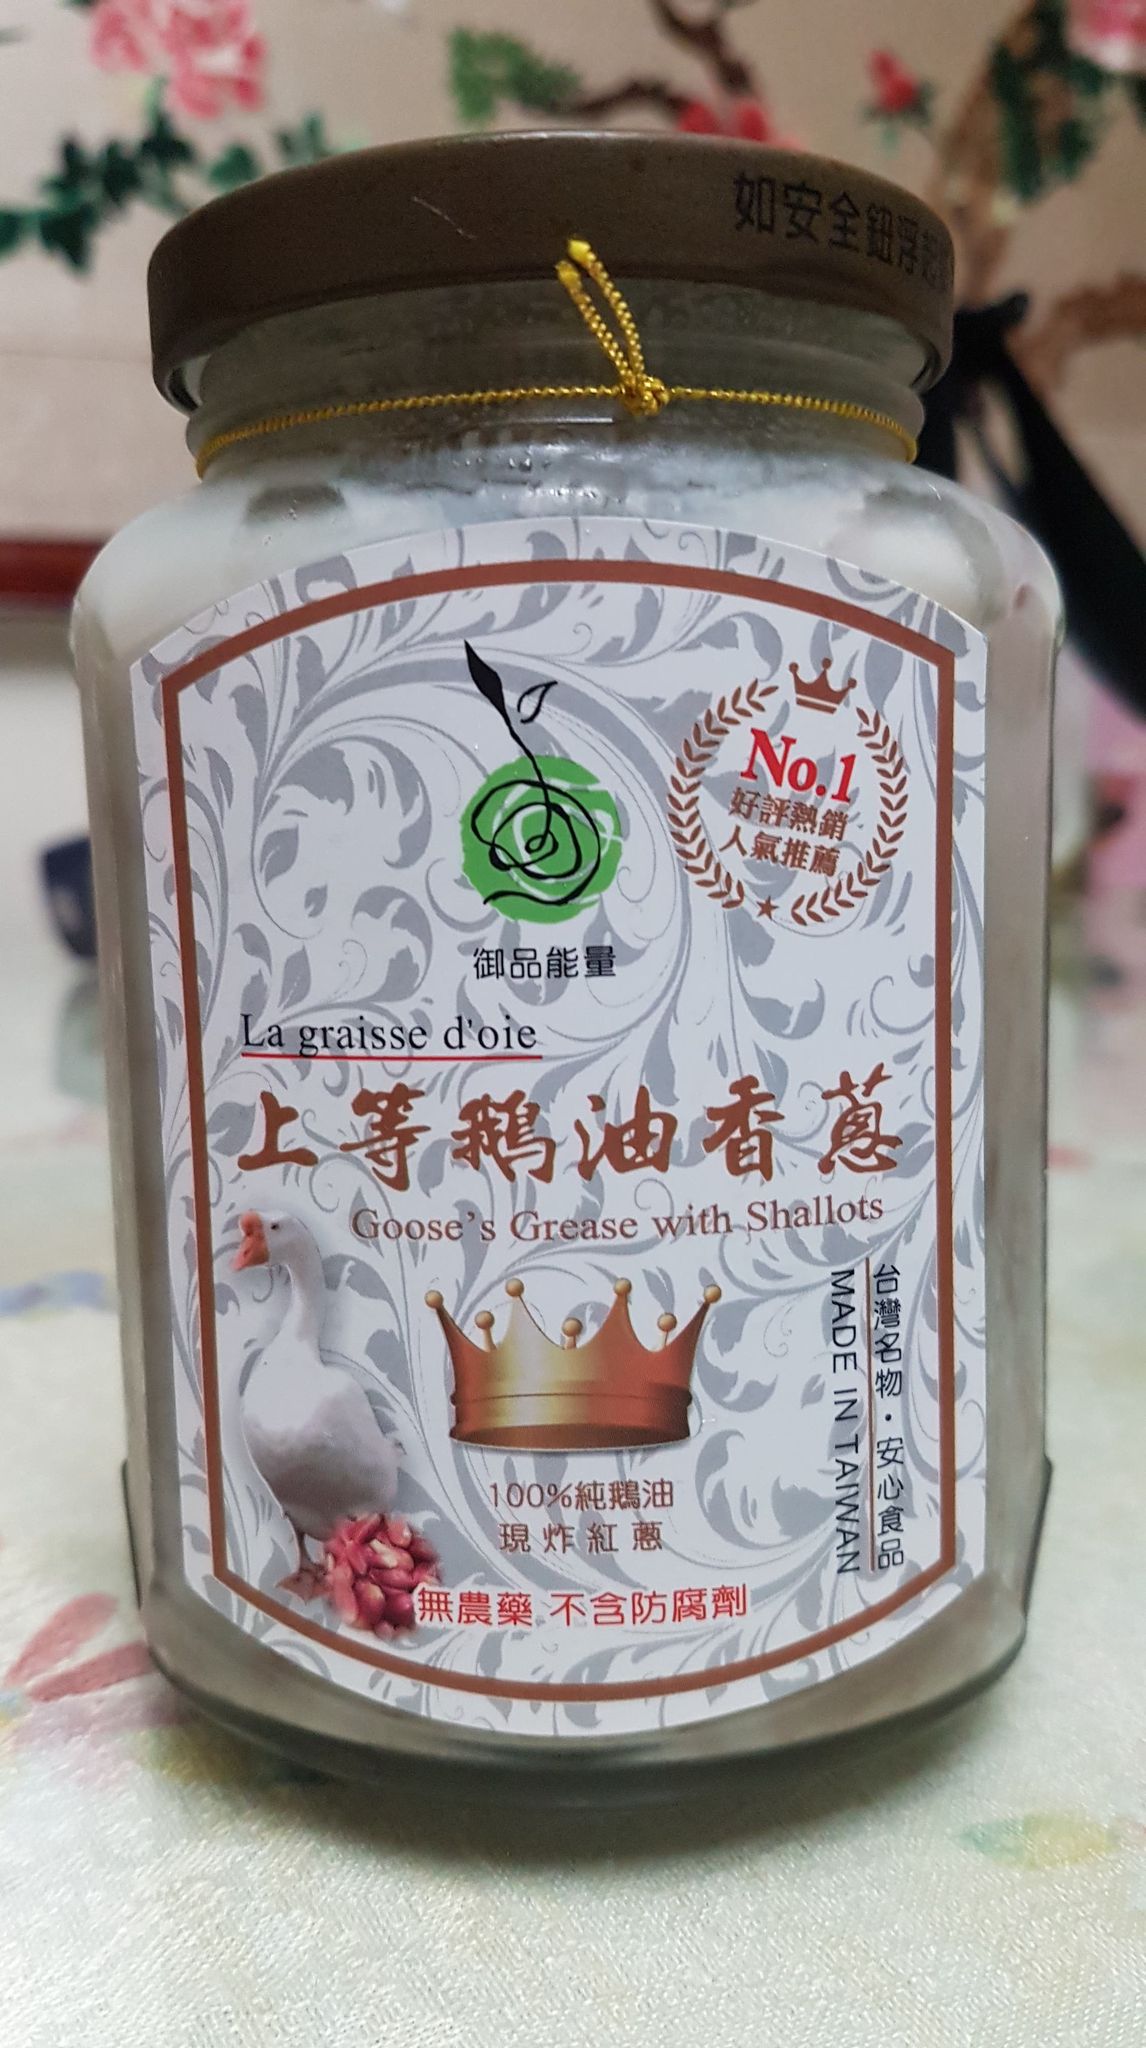 如安全鈕浮起
No.1
好評熱銷
人氣推薦
御品能量
La graisse d'oie
上等鵝油香蔥
Goose's Grease with Shallots
台灣名物・安心食品
MADE IN TAIWAN
100%純鵝油
現炸紅蔥
無農藥 不含防腐劑